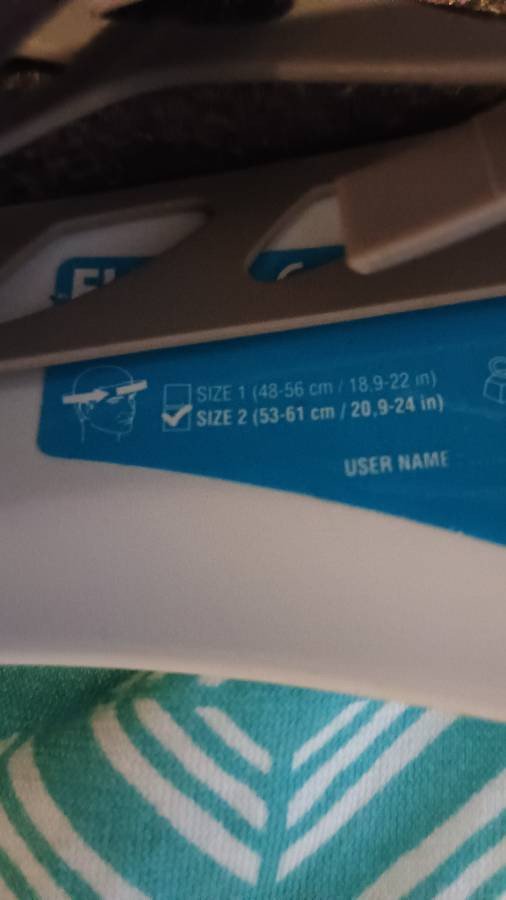 SIZE 1 (48-56 cm / 18.9-22 in)
SIZE 2 (53-61 cm / 20,9-24 in)
USER NAME